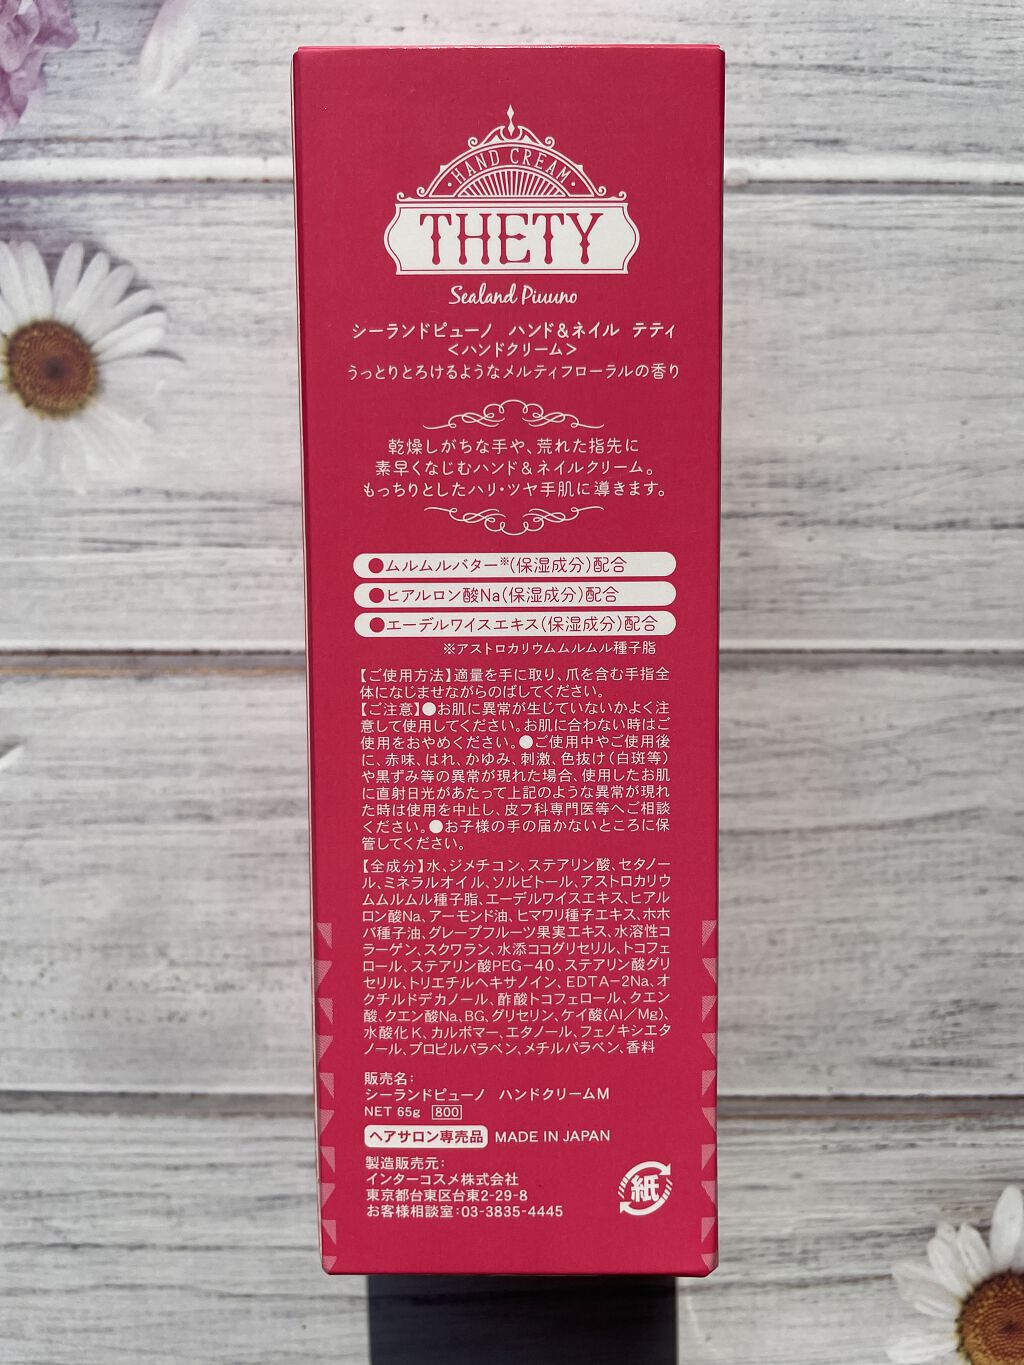 HAND CREAM
THETY
Sealand Piuuno
シーランドピューノ ハンド&ネイル テティ
<ハンドクリーム>
うっとりとろけるようなメルティフローラルの香り
乾燥しがちな手や、荒れた指先に
素早くなじむハンド&ネイルクリーム。
もっちりとしたハリ・ツヤ手肌に導きます。
●ムルムルバター※(保湿成分)配合
●ヒアルロン酸Na(保湿成分)配合
●エーデルワイスエキス(保湿成分)配合
※アストロカリウムムルムル種子脂
【ご使用方法】適量を手に取り、爪を含む手指全
体になじませながらのばしてください。
【ご注意】●お肌に異常が生じていないかよく注
意して使用してください。お肌に合わない時はご
使用をおやめください。●ご使用中やご使用後
に、赤味、はれ、かゆみ、刺激、色抜け(白斑等)
や黒ずみ等の異常が現れた場合、使用したお肌
に直射日光があたって上記のような異常が現れ
た時は使用を中止し、皮フ科専門医等へご相談
ください。●お子様の手の届かないところに保
管してください。
【全成分】水、ジメチコン、ステアリン酸、セタノー
ル、ミネラルオイル、ソルビトール、アストロカリウ
ムムルムル種子脂、エーデルワイスエキス、ヒアル
ロン酸Na、アーモンド油、ヒマワリ種子エキス、ホホ
バ種子油、グレープフルーツ果実エキス、水溶性コ
ラーゲン、スクワラン、水添ココグリセリル、トコフェ
ロール、ステアリン酸PEG-40、ステアリン酸グリ
セリル、トリエチルヘキサノイン、EDTA-2Na、オ
クチルドデカノール、酢酸トコフェロール、クエン
酸、クエン酸Na、BG、グリセリン、ケイ酸(Al/Mg)、
水酸化K、カルボマー、エタノール、フェノキシエタ
ノール、プロピルパラベン、メチルパラベン、香料
販売名:
シーランドピューノ ハンドクリームM
NET 65g 800
ヘアサロン専売品 MADE IN JAPAN
製造販売元:
インターコスメ株式会社
東京都台東区台東2-29-8
お客様相談室:03-3835-4445
紙